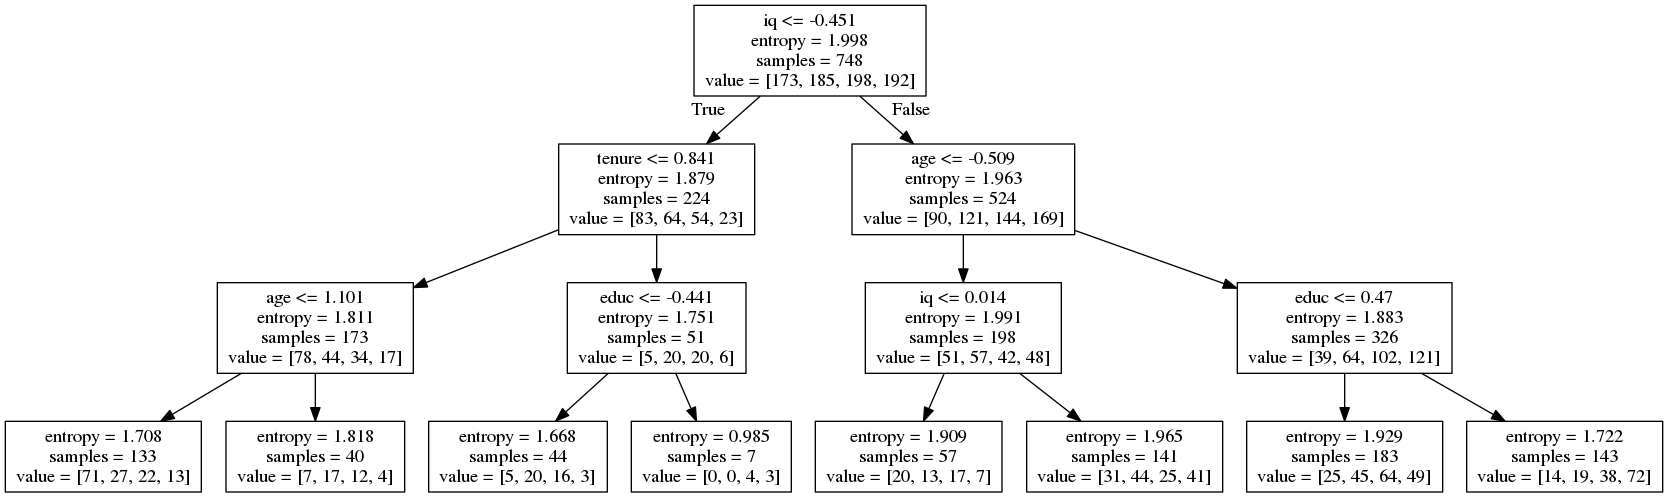 iq <= -0.451
entropy = 1.998
samples = 748
value = [173, 185, 198, 192]
True
False
tenure <= 0.841
entropy = 1.879
samples = 224
value = [83, 64, 54, 23]
age <= -0.509
entropy = 1.963
samples = 524
value = [90, 121, 144, 169]
age <= 1.101
entropy = 1.811
samples = 173
value = [78, 44, 34, 17]
educ <= -0.441
entropy = 1.751
samples = 51
value = [5, 20, 20, 6]
iq <= 0.014
entropy = 1.991
samples = 198
value = [51, 57, 42, 48]
educ <= 0.47
entropy = 1.883
samples = 326
value = [39, 64, 102, 121]
entropy = 1.708
samples = 133
value = [71, 27, 22, 13]
entropy = 1.818
samples = 40
value = [7, 17, 12, 4]
entropy = 1.668
samples = 44
value = [5, 20, 16, 3]
entropy = 0.985
samples = 7
value = [0, 0, 4, 3]
entropy = 1.909
samples = 57
value = [20, 13, 17, 7]
entropy = 1.965
samples = 141
value = [31, 44, 25, 41]
entropy = 1.929
samples = 183
value = [25, 45, 64, 49]
entropy = 1.722
samples = 143
value = [14, 19, 38, 72]